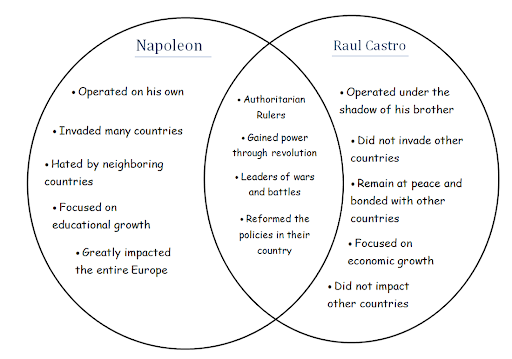 Napoleon
• Operated on his own
• Invaded many countries
• Hated by neighboring
countries
• Focused on
educational growth
• Greatly impacted
the entire Europe
• Authoritarian
Rulers
• Gained power
through revolution
• Leaders of wars
and battles
• Reformed the
policies in their
country
Raul Castro
• Operated under the
shadow of his brother
• Did not invade other
countries
• Remain at peace and
bonded with other
countries
• Focused on
economic growth
• Did not impact
other countries